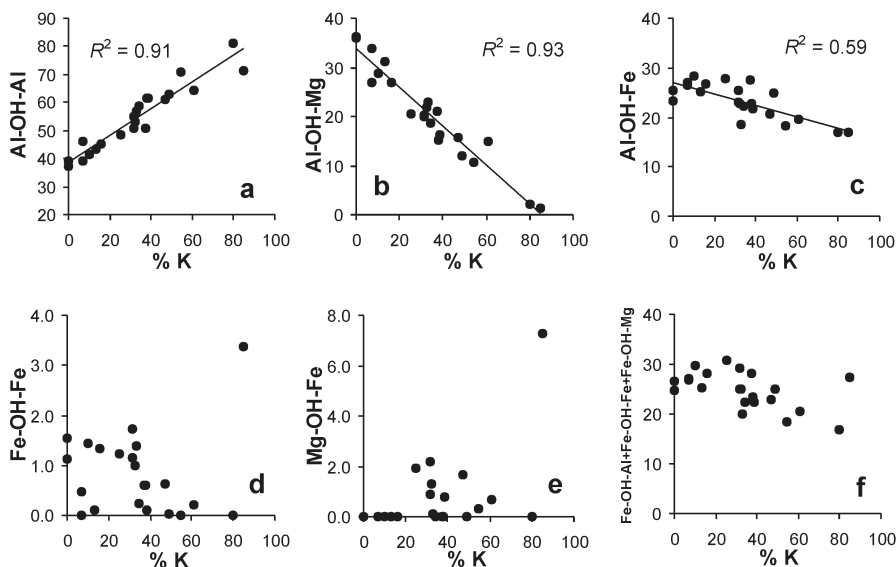 Al-OH-Al
90
80
70
60
50
40
30
20
R² = 0.91
a
0 20 40 60 80 100
% K
Al-OH-Mg
40
30
20
10
0
R² = 0.93
b
0 20 40 60 80 100
% K
Al-OH-Fe
40
30
20
10
0
R² = 0.59
c
0 20 40 60 80 100
% K
Fe-OH-Fe
4.0
3.0
2.0
1.0
0.0
d
0 20 40 60 80 100
% K
Mg-OH-Fe
8.0
6.0
4.0
2.0
0.0
e
0 20 40 60 80 100
% K
Fe-OH-Al+Fe-OH-Fe+Fe-OH-Mg
40
30
20
10
0
f
0 20 40 60 80 100
% K